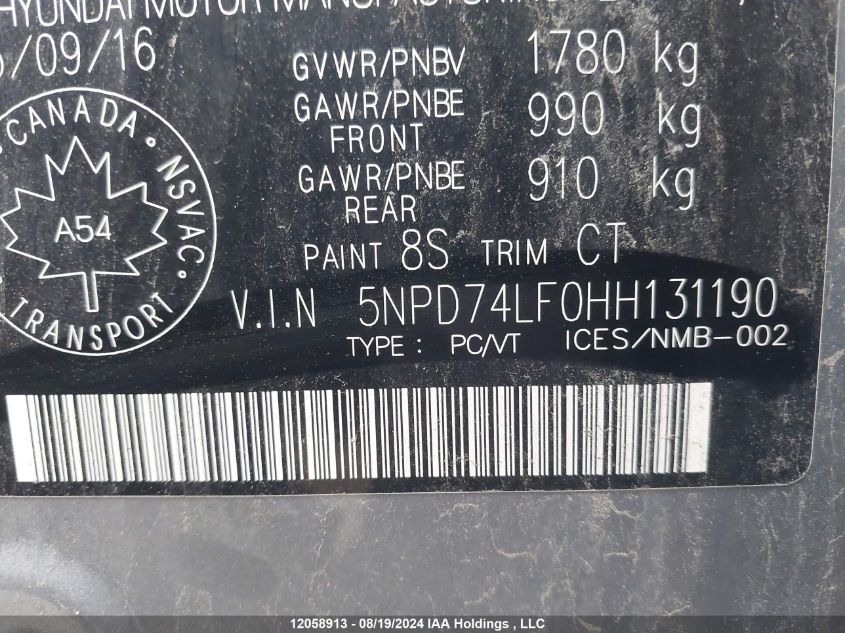 HYUNDAI MOTOR
/09/16
GVWR/PNBV 1780 kg
GAWR/PNBE FRONT 990 kg
GAWR/PNBE REAR 910 kg
CANADA NSVAC TRANSPORT
A54
PAINT 8S TRIM CT
V.I.N 5NPD74LF0HH131190
TYPE : PC/VT ICES/NMB-002
12058913 - 08/19/2024 IAA Holdings , LLC